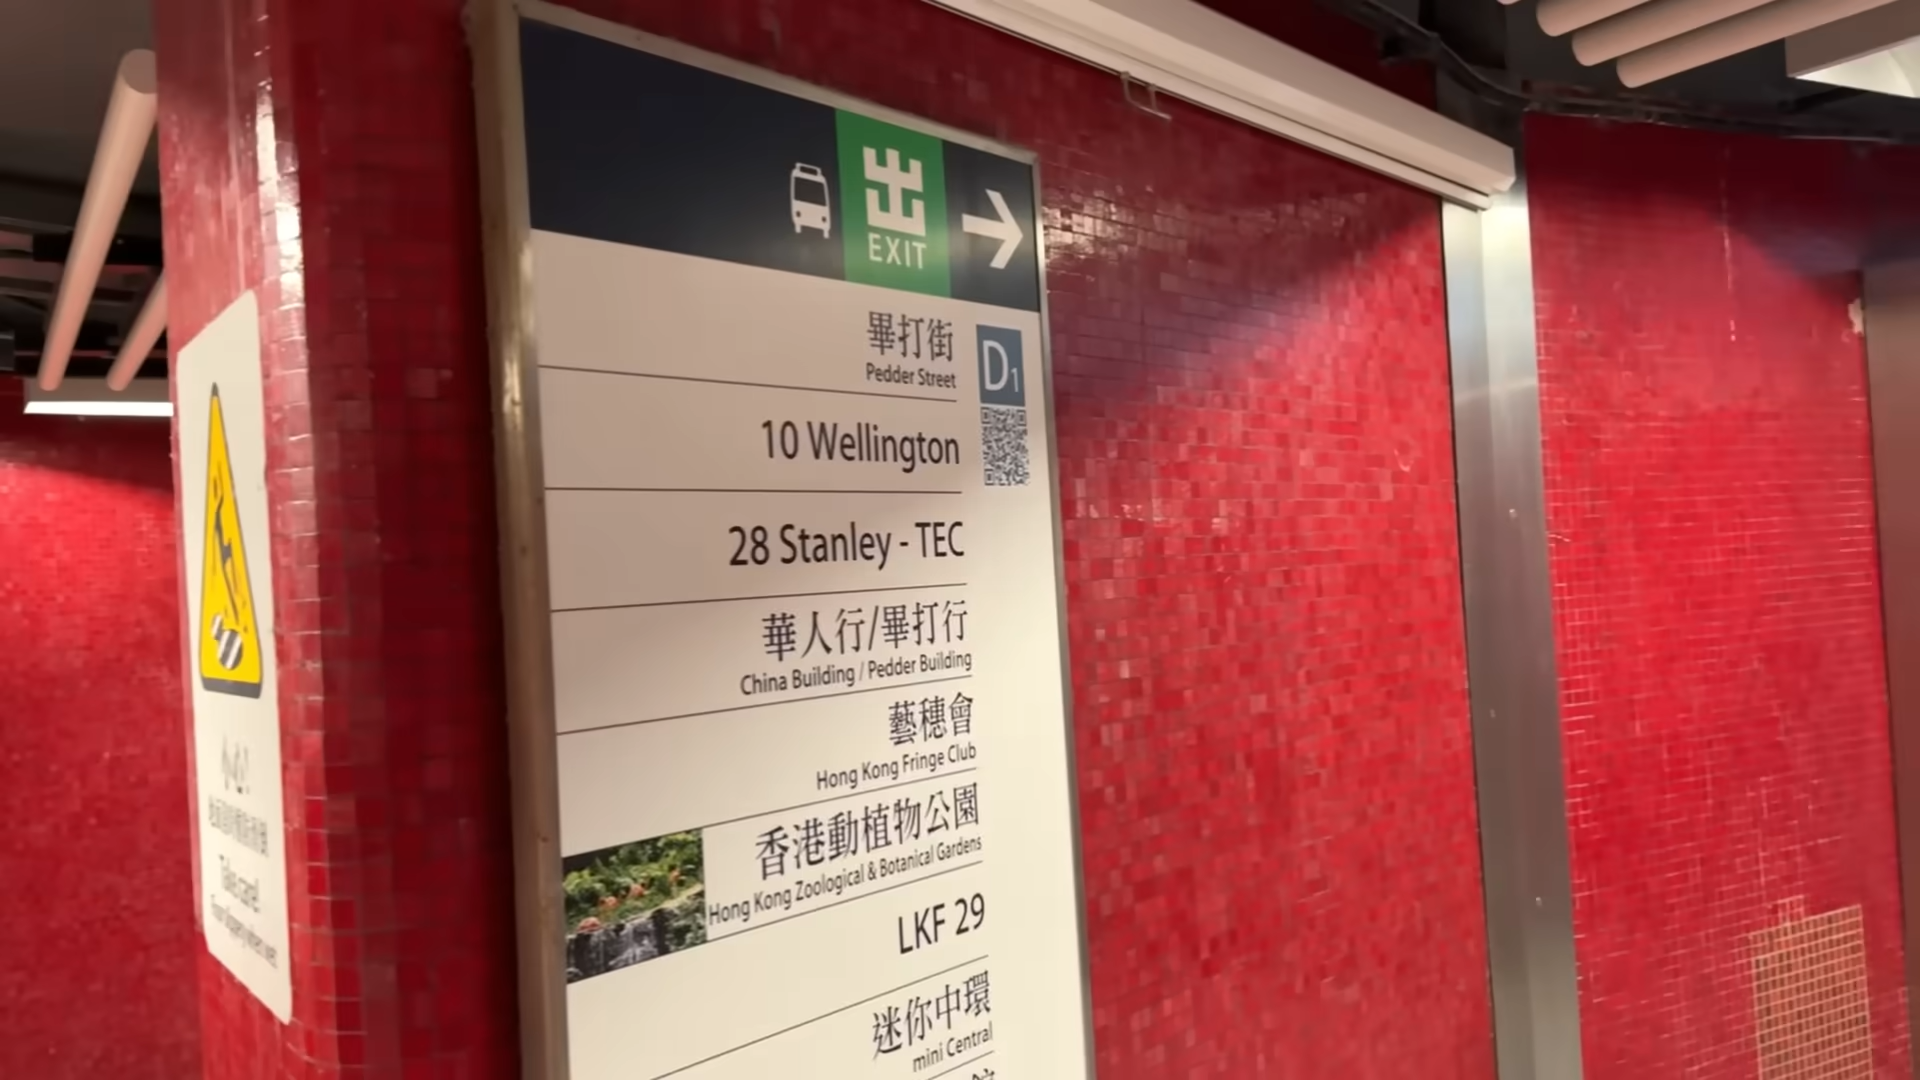 出
EXIT
畢打街
Pedder Street
D1
10 Wellington
28 Stanley - TEC
華人行/畢打行
China Building / Pedder Building
藝穗會
Hong Kong Fringe Club
香港動植物公園
Hong Kong Zoological & Botanical Gardens
LKF 29
迷你中環
mini Central
小心!
Take care!